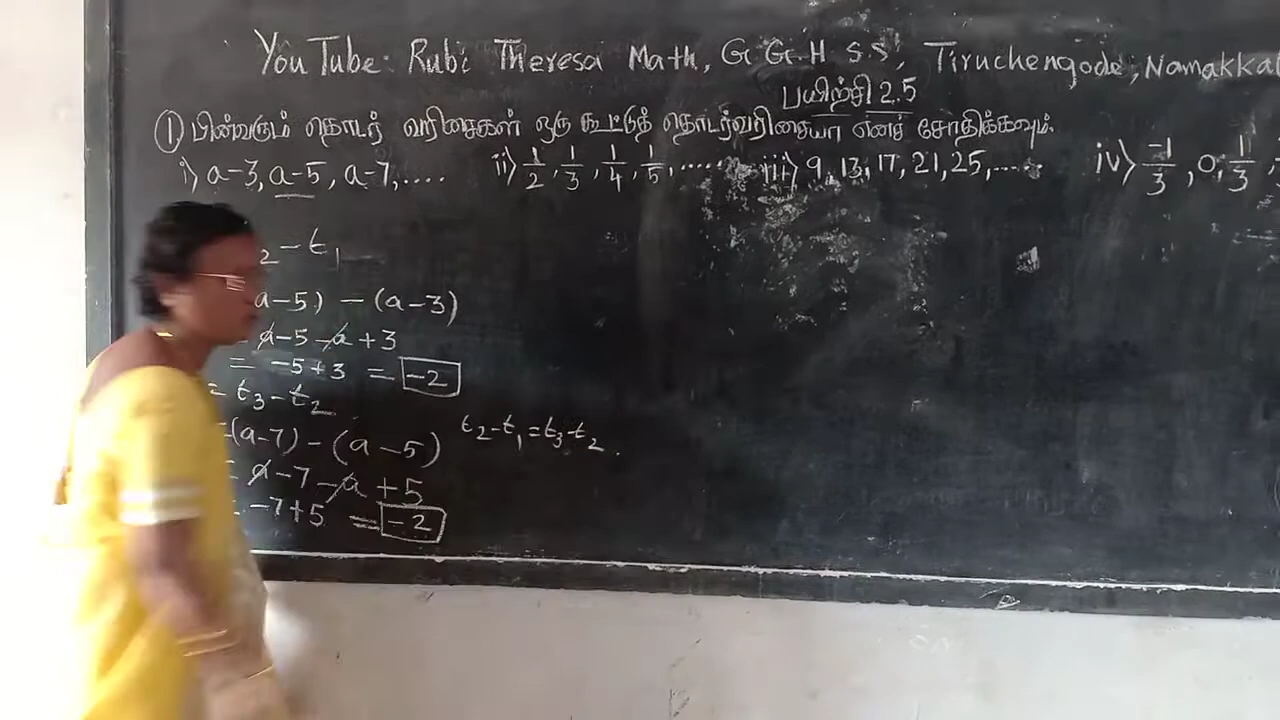 YouTube: Rubi Theresa Math, G G.H S.S, Tiruchengode, Namakkal
பயிற்சி 2.5
① பின்வரும் தொடர் வரிசைகள் ஒரு கூட்டுத் தொடர்வரிசையா எனச் சோதிக்கவும்.
i) a-3, a-5, a-7,.... ii) 1/2, 1/3, 1/4, 1/5, ...... iii) 9, 13, 17, 21, 25, ..... iv) -1/3, 0, 1/3,
2 - t₁
a-5) - (a-3)
a-5-a+3
= -5+3 = -2
= t₃-t₂
=(a-7) - (a-5) t₂-t₁=t₃-t₂.
= a-7-a+5
= -7+5 = -2